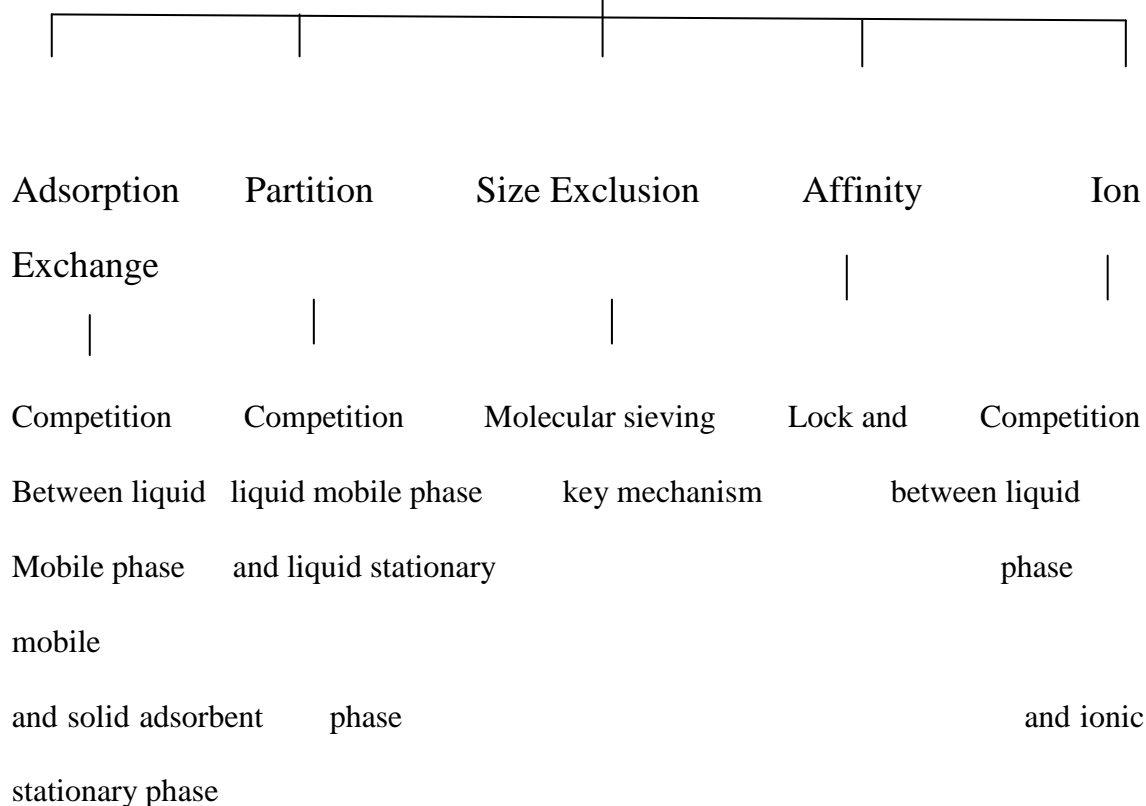 Adsorption Partition Size Exclusion Affinity Ion
Exchange
Competition Competition Molecular sieving Lock and Competition
Between liquid liquid mobile phase key mechanism between liquid
Mobile phase and liquid stationary phase
mobile
and solid adsorbent phase and ionic
stationary phase